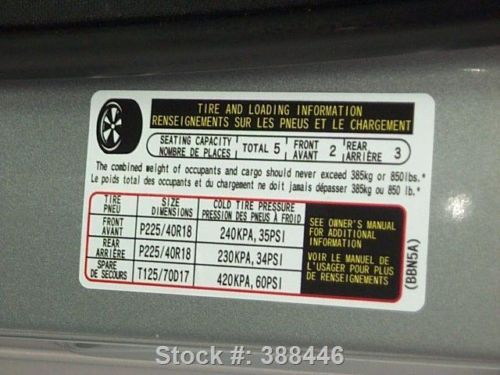 TIRE AND LOADING INFORMATION
RENSEIGNEMENTS SUR LES PNEUS ET LE CHARGEMENT
SEATING CAPACITY
NOMBRE DE PLACES
TOTAL 5
FRONT
AVANT 2
REAR
ARRIÈRE 3
The combined weight of occupants and cargo should never exceed 385kg or 850lbs.*
Le poids total des occupants et du chargement ne doit jamais dépasser 385kg ou 850 lb.*
TIRE
PNEU
SIZE
DIMENSIONS
COLD TIRE PRESSURE
PRESSION DES PNEUS À FROID
FRONT
AVANT
P225/40R18
240KPA, 35PSI
REAR
ARRIÈRE
P225/40R18
230KPA, 34PSI
SPARE
DE SECOURS
T125/70D17
420KPA, 60PSI
SEE OWNER'S MANUAL
FOR ADDITIONAL
INFORMATION
VOIR LE MANUEL DE
L'USAGER POUR PLUS
DE RENSEIGNEMENTS
(BBN5A)
Stock #: 388446